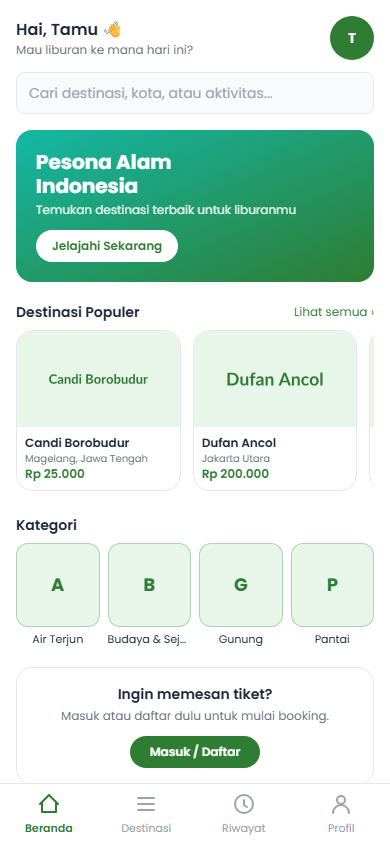 Hai, Tamu 👋
Mau liburan ke mana hari ini?
T
Cari destinasi, kota, atau aktivitas...
Pesona Alam
Indonesia
Temukan destinasi terbaik untuk liburanmu
Jelajahi Sekarang
Destinasi Populer
Lihat semua ›
Candi Borobudur
Dufan Ancol
Candi Borobudur
Magelang, Jawa Tengah
Rp 25.000
Dufan Ancol
Jakarta Utara
Rp 200.000
Kategori
A
B
G
P
Air Terjun
Budaya & Sej...
Gunung
Pantai
Ingin memesan tiket?
Masuk atau daftar dulu untuk mulai booking.
Masuk / Daftar
Beranda
Destinasi
Riwayat
Profil